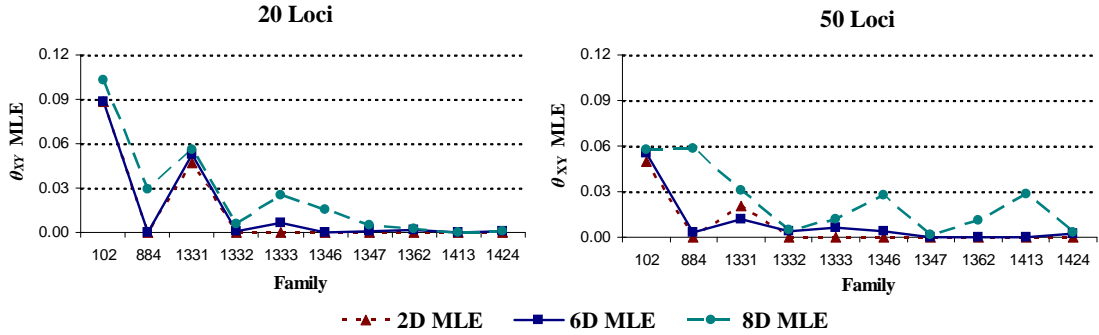 20 Loci
0.12
0.09
0.06
0.03
0.00
θXY MLE
102 884 1331 1332 1333 1346 1347 1362 1413 1424
Family
50 Loci
0.12
0.09
0.06
0.03
0.00
θXY MLE
102 884 1331 1332 1333 1346 1347 1362 1413 1424
Family
2D MLE 6D MLE 8D MLE